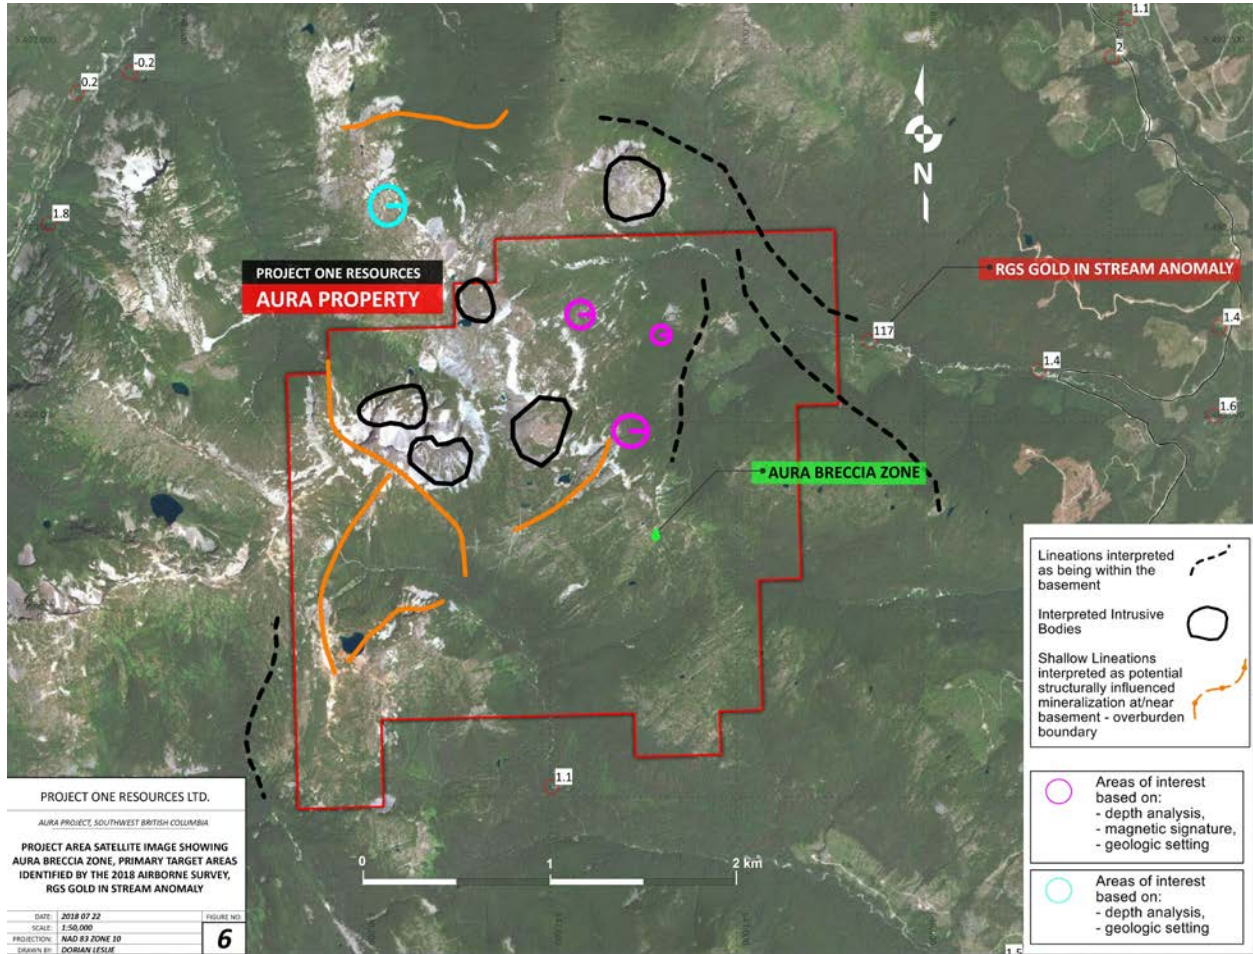 1.1
2
-0.2
0.2
1.8
N
PROJECT ONE RESOURCES
AURA PROPERTY
RGS GOLD IN STREAM ANOMALY
117
1.4
1.4
1.6
AURA BRECCIA ZONE
Lineations interpreted
as being within the
basement
Interpreted Intrusive
Bodies
Shallow Lineations
interpreted as potential
structurally influenced
mineralization at/near
basement - overburden
boundary
Areas of interest
based on:
- depth analysis,
- magnetic signature,
- geologic setting
Areas of interest
based on:
- depth analysis,
- geologic setting
1.1
0
1
2 km
1.5
PROJECT ONE RESOURCES LTD.
AURA PROJECT, SOUTHWEST BRITISH COLUMBIA
PROJECT AREA SATELLITE IMAGE SHOWING
AURA BRECCIA ZONE, PRIMARY TARGET AREAS
IDENTIFIED BY THE 2018 AIRBORNE SURVEY,
RGS GOLD IN STREAM ANOMALY
DATE: 2018 07 22
SCALE: 1:50,000
PROJECTION: NAD 83 ZONE 10
DRAWN BY: DORIAN LESLIE
FIGURE NO.
6